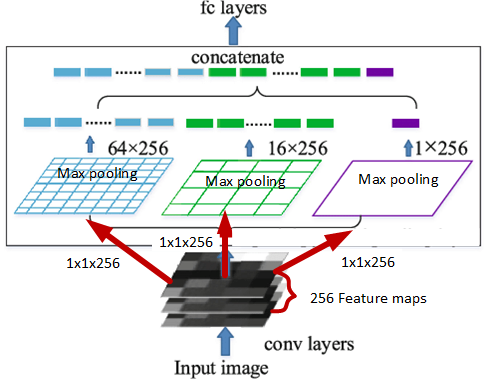 fc layers
concatenate
64×256
16×256
1×256
Max pooling
Max pooling
Max pooling
1x1x256
1x1x256
1x1x256
256 Feature maps
conv layers
Input image